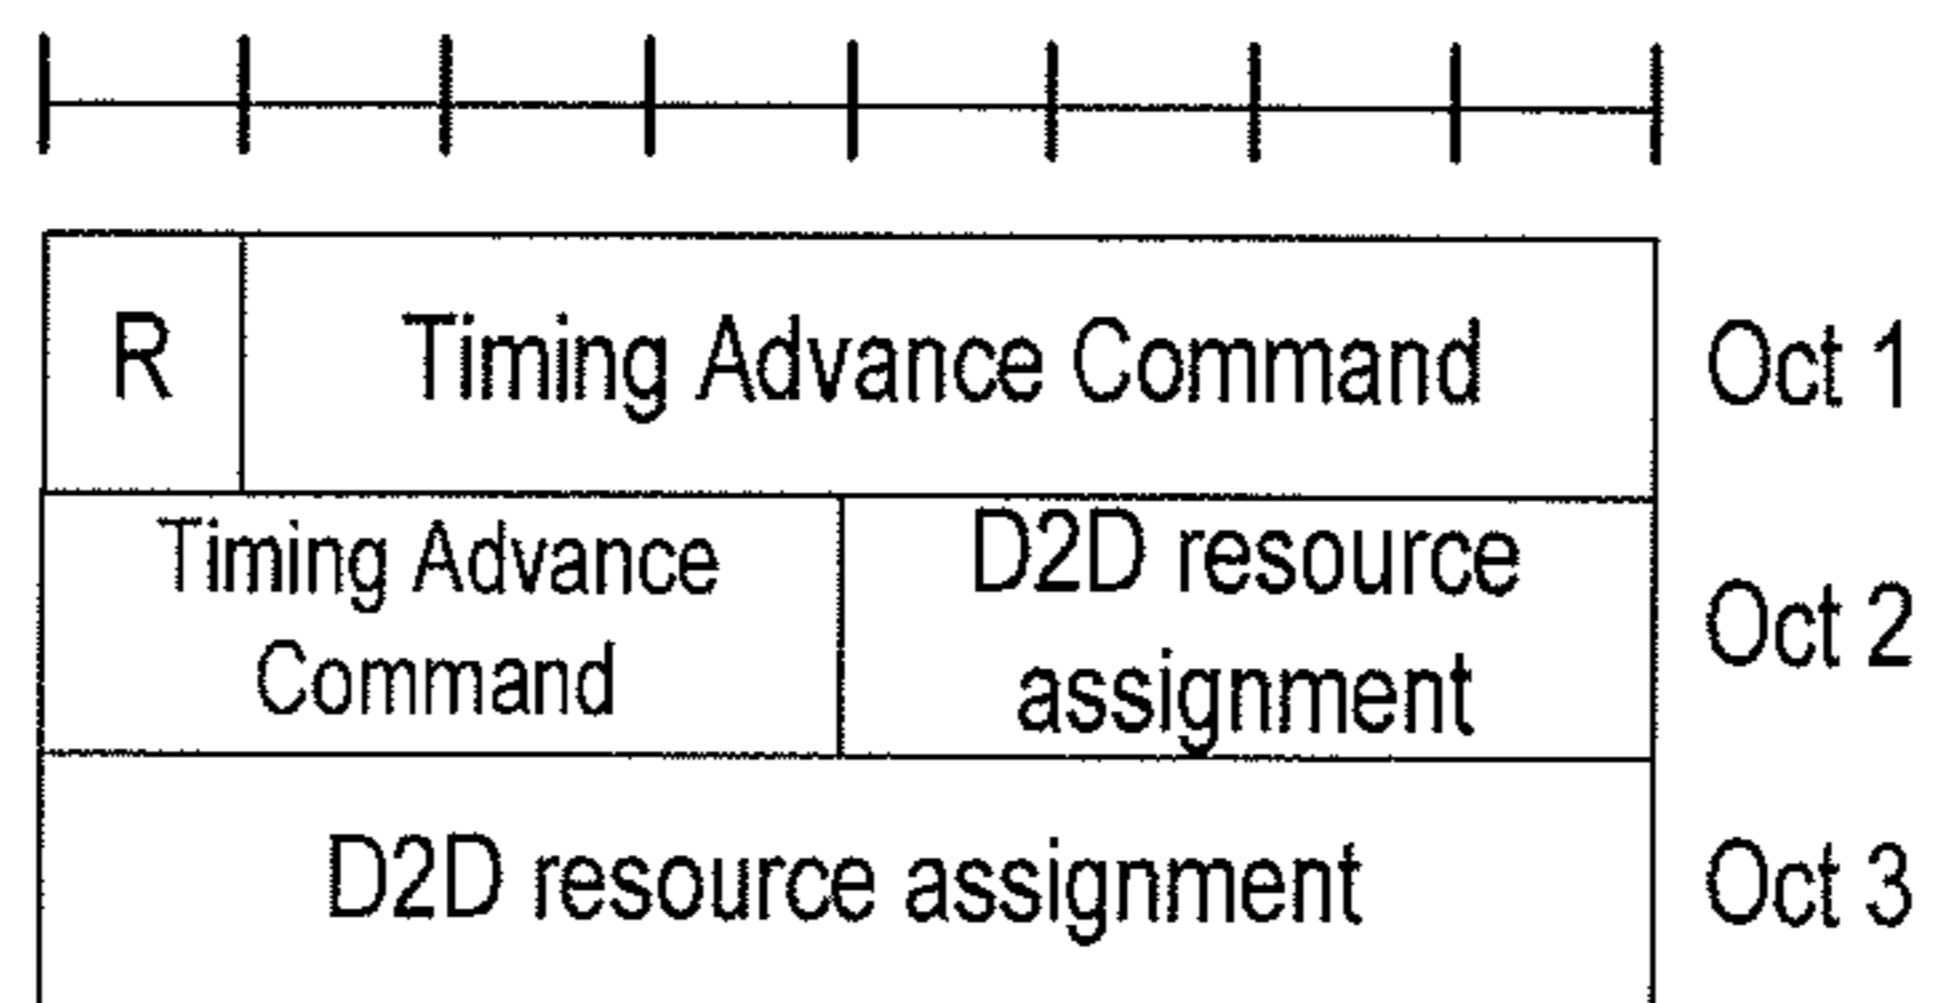 R Timing Advance Command Oct 1
Timing Advance D2D resource
Command assignment Oct 2
D2D resource assignment Oct 3